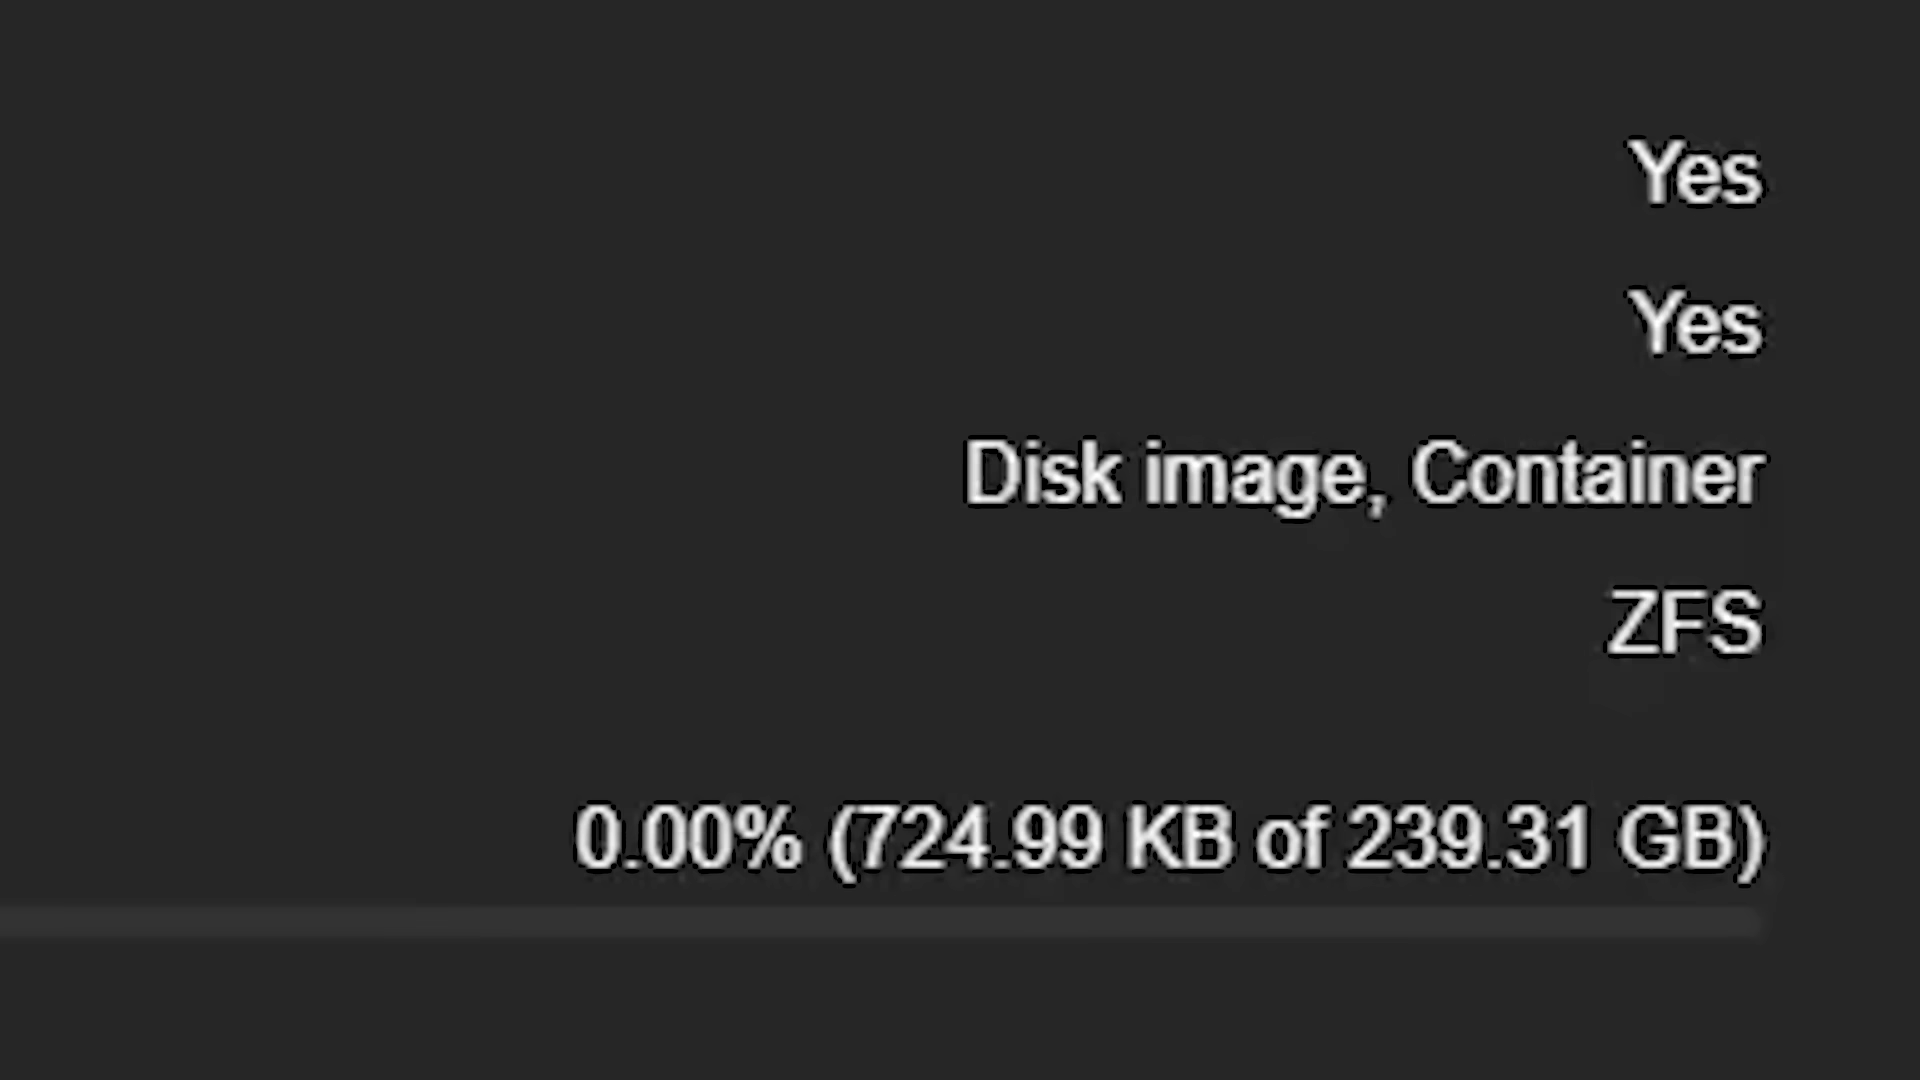 Yes
Yes
Disk image, Container
ZFS
0.00% (724.99 KB of 239.31 GB)